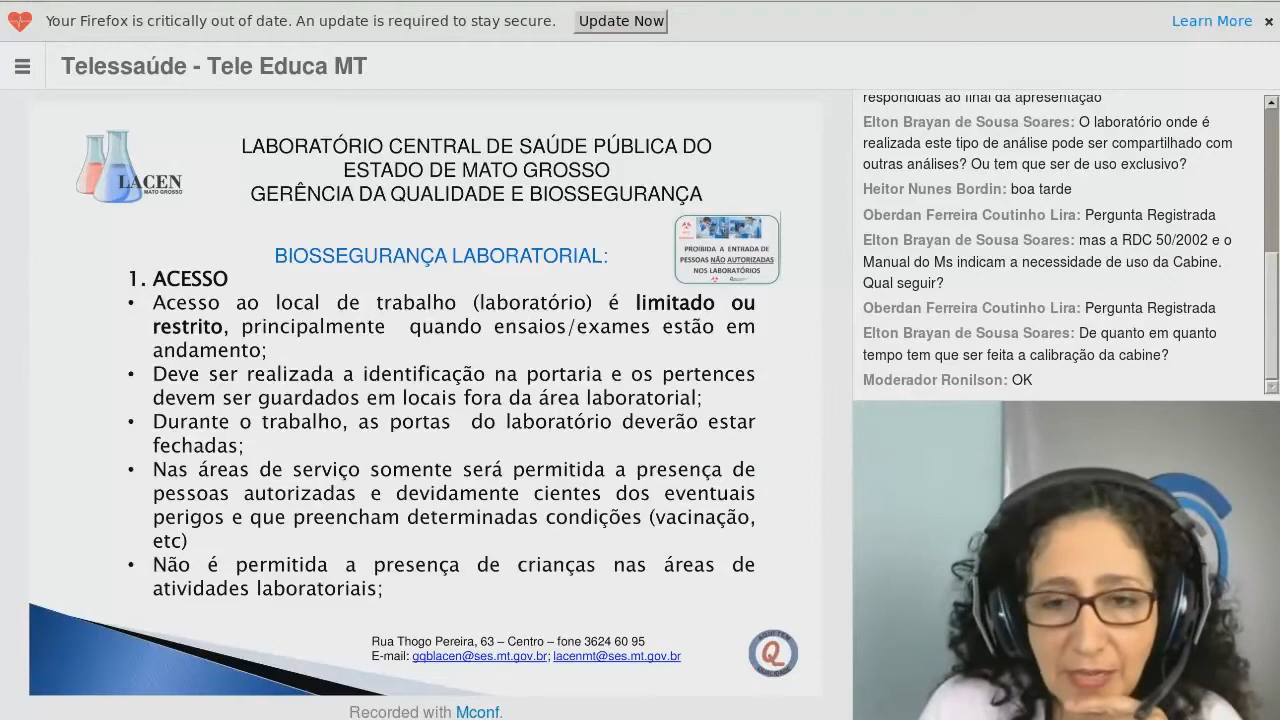 Your Firefox is critically out of date. An update is required to stay secure.
Update Now
Learn More
Telessaúde - Tele Educa MT
LACEN
MATO GROSSO
LABORATÓRIO CENTRAL DE SAÚDE PÚBLICA DO
ESTADO DE MATO GROSSO
GERÊNCIA DA QUALIDADE E BIOSSEGURANÇA
PROIBIDA A ENTRADA DE
PESSOAS NÃO AUTORIZADAS
NOS LABORATÓRIOS
BIOSSEGURANÇA LABORATORIAL:
1. ACESSO
• Acesso ao local de trabalho (laboratório) é limitado ou
restrito, principalmente quando ensaios/exames estão em
andamento;
• Deve ser realizada a identificação na portaria e os pertences
devem ser guardados em locais fora da área laboratorial;
• Durante o trabalho, as portas do laboratório deverão estar
fechadas;
• Nas áreas de serviço somente será permitida a presença de
pessoas autorizadas e devidamente cientes dos eventuais
perigos e que preencham determinadas condições (vacinação,
etc)
• Não é permitida a presença de crianças nas áreas de
atividades laboratoriais;
Rua Thogo Pereira, 63 – Centro – fone 3624 60 95
E-mail: gqblacen@ses.mt.gov.br; lacenmt@ses.mt.gov.br
AQUI TEM
Q
QUALIDADE
Recorded with Mconf.
respondidas ao final da apresentação
Elton Brayan de Sousa Soares: O laboratório onde é
realizada este tipo de análise pode ser compartilhado com
outras análises? Ou tem que ser de uso exclusivo?
Heitor Nunes Bordin: boa tarde
Oberdan Ferreira Coutinho Lira: Pergunta Registrada
Elton Brayan de Sousa Soares: mas a RDC 50/2002 e o
Manual do Ms indicam a necessidade de uso da Cabine.
Qual seguir?
Oberdan Ferreira Coutinho Lira: Pergunta Registrada
Elton Brayan de Sousa Soares: De quanto em quanto
tempo tem que ser feita a calibração da cabine?
Moderador Ronilson: OK